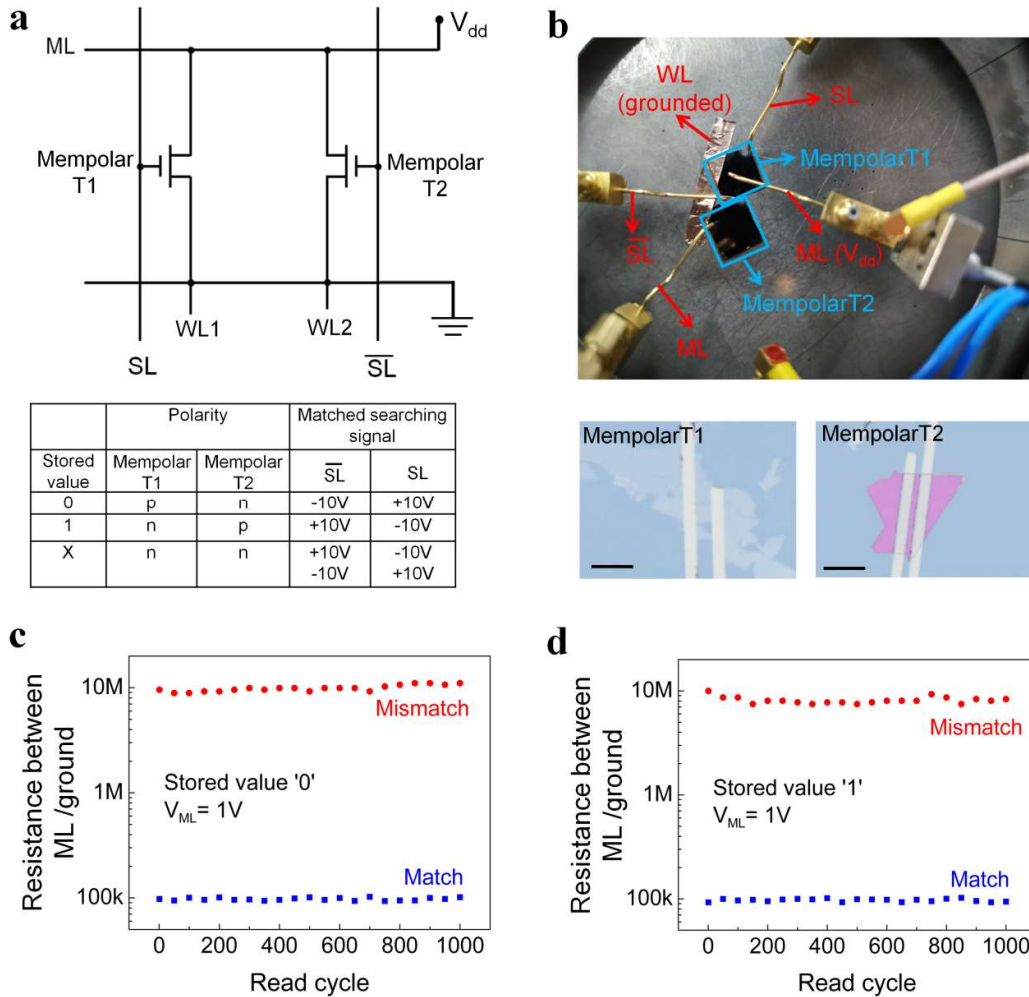 a
ML
V_dd
Mempolar
T1
Mempolar
T2
WL1
WL2
SL
S̅L̅
Polarity
Matched searching
signal
Stored
value
Mempolar
T1
Mempolar
T2
S̅L̅
SL
0 p n -10V +10V
1 n p +10V -10V
X n n +10V -10V
-10V +10V
b
WL
(grounded)
SL
MempolarT1
S̅L̅
ML (V_dd)
MempolarT2
ML
MempolarT1
MempolarT2
c
10M
1M
100k
Mismatch
Stored value '0'
V_ML= 1V
Match
0 200 400 600 800 1000
Read cycle
Resistance between
ML /ground
d
10M
1M
100k
Mismatch
Stored value '1'
V_ML= 1V
Match
0 200 400 600 800 1000
Read cycle
Resistance between
ML /ground